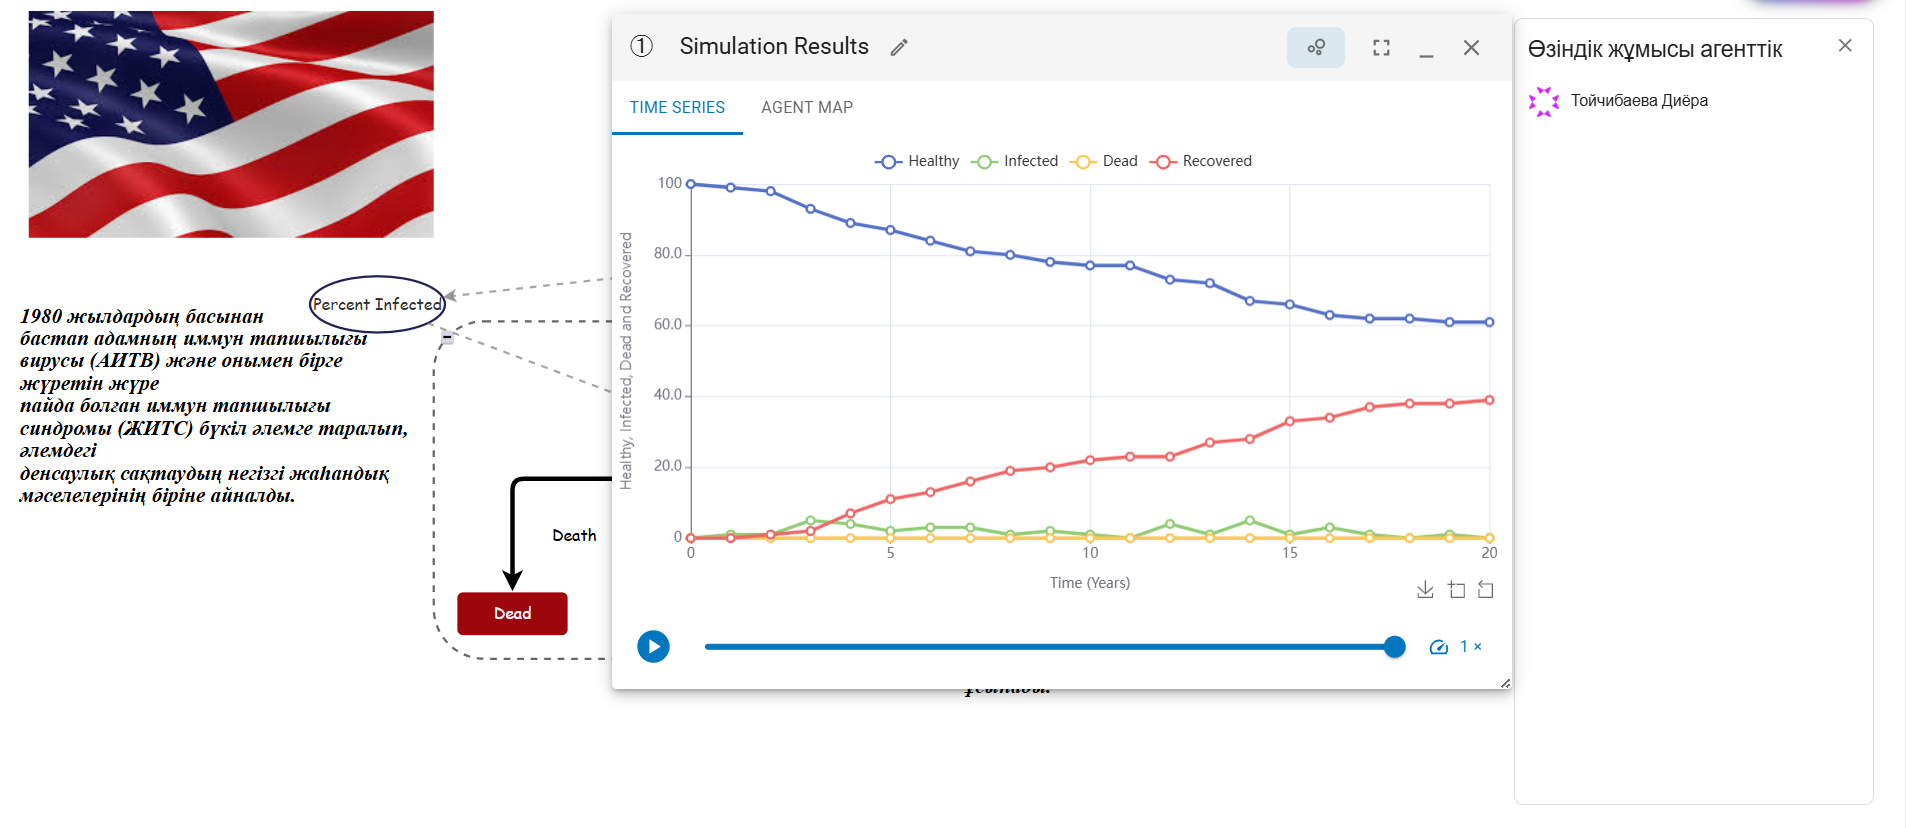 Percent Infected
1980 жылдардың басынан
бастап адамның иммун тапшылығы
вирусы (АИТВ) және онымен бірге
жүретін жүре
пайда болған иммун тапшылығы
синдромы (ЖИТС) бүкіл әлемге таралып,
әлемдегі
денсаулық сақтаудың негізгі жаһандық
мәселелерінің біріне айналды.
Death
Dead
1 Simulation Results
TIME SERIES AGENT MAP
Healthy Infected Dead Recovered
Healthy, Infected, Dead and Recovered
100
80.0
60.0
40.0
20.0
0
0 5 10 15 20
Time (Years)
1 ×
Өзіндік жұмысы агенттік
Тойчибаева Диёра